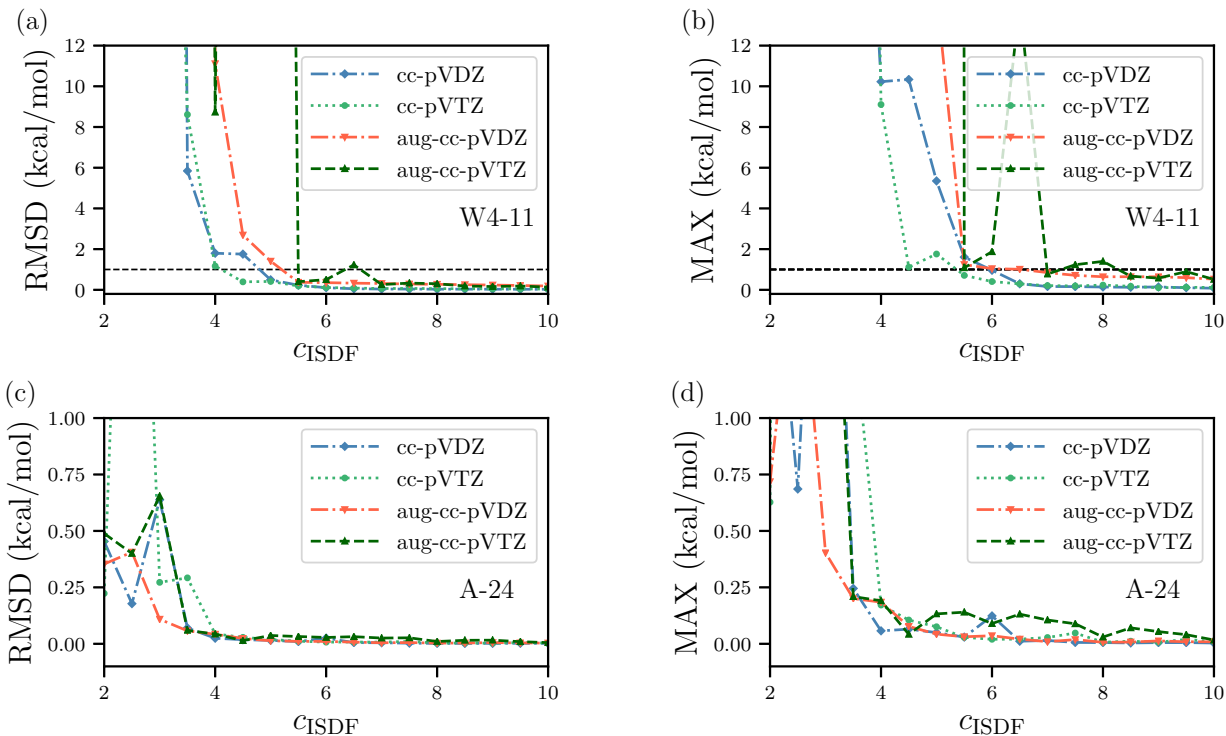 (a)
RMSD (kcal/mol)
12
10
8
6
4
2
0
cc-pVDZ
cc-pVTZ
aug-cc-pVDZ
aug-cc-pVTZ
W4-11
2 4 6 8 10
cISDF
(b)
MAX (kcal/mol)
12
10
8
6
4
2
0
cc-pVDZ
cc-pVTZ
aug-cc-pVDZ
aug-cc-pVTZ
W4-11
2 4 6 8 10
cISDF
(c)
RMSD (kcal/mol)
1.00
0.75
0.50
0.25
0.00
cc-pVDZ
cc-pVTZ
aug-cc-pVDZ
aug-cc-pVTZ
A-24
2 4 6 8 10
cISDF
(d)
MAX (kcal/mol)
1.00
0.75
0.50
0.25
0.00
cc-pVDZ
cc-pVTZ
aug-cc-pVDZ
aug-cc-pVTZ
A-24
2 4 6 8 10
cISDF